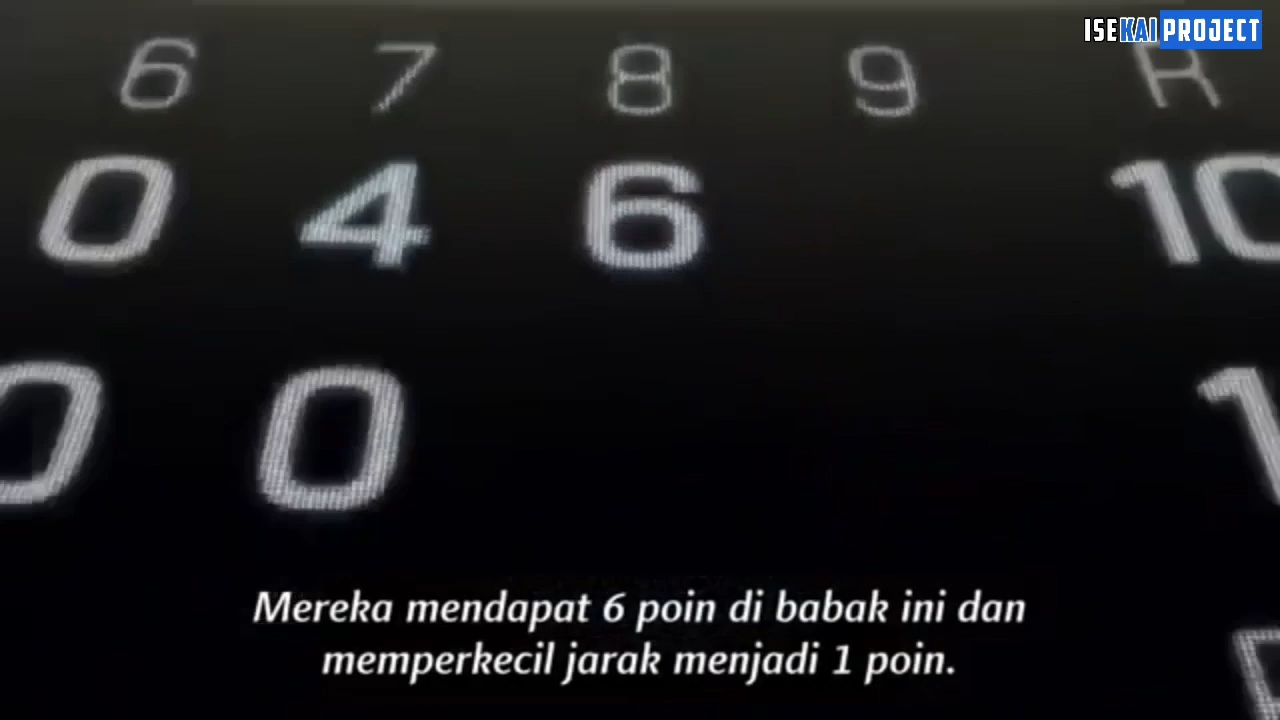 ISEKAI PROJECT
6 7 8 9 R
0 4 6 10
0 0 1
Mereka mendapat 6 poin di babak ini dan
memperkecil jarak menjadi 1 poin.